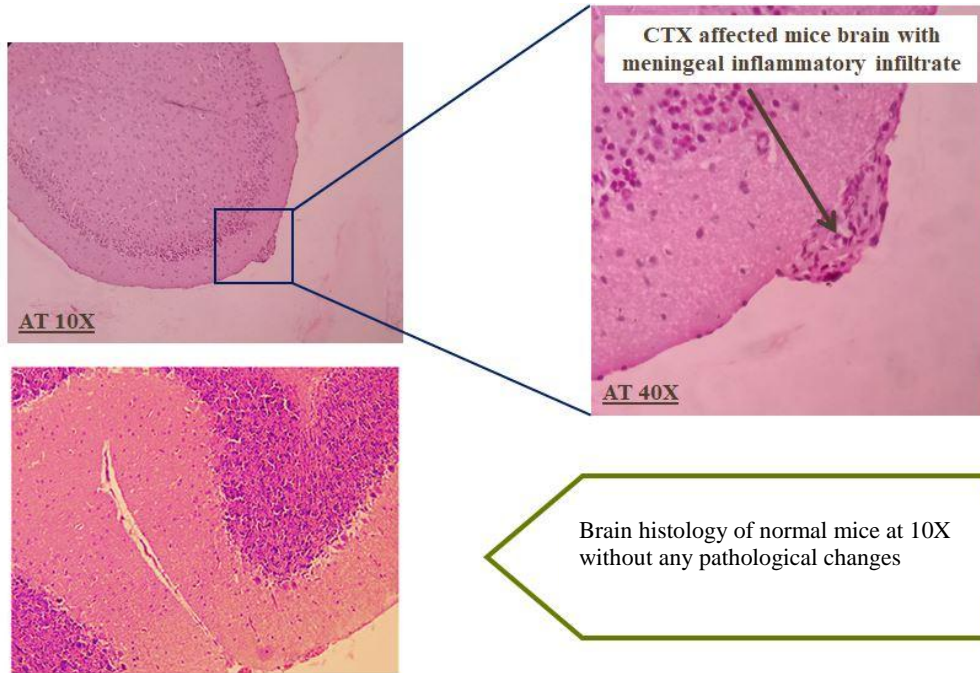 CTX affected mice brain with
meningeal inflammatory infiltrate
AT 10X
AT 40X
Brain histology of normal mice at 10X
without any pathological changes